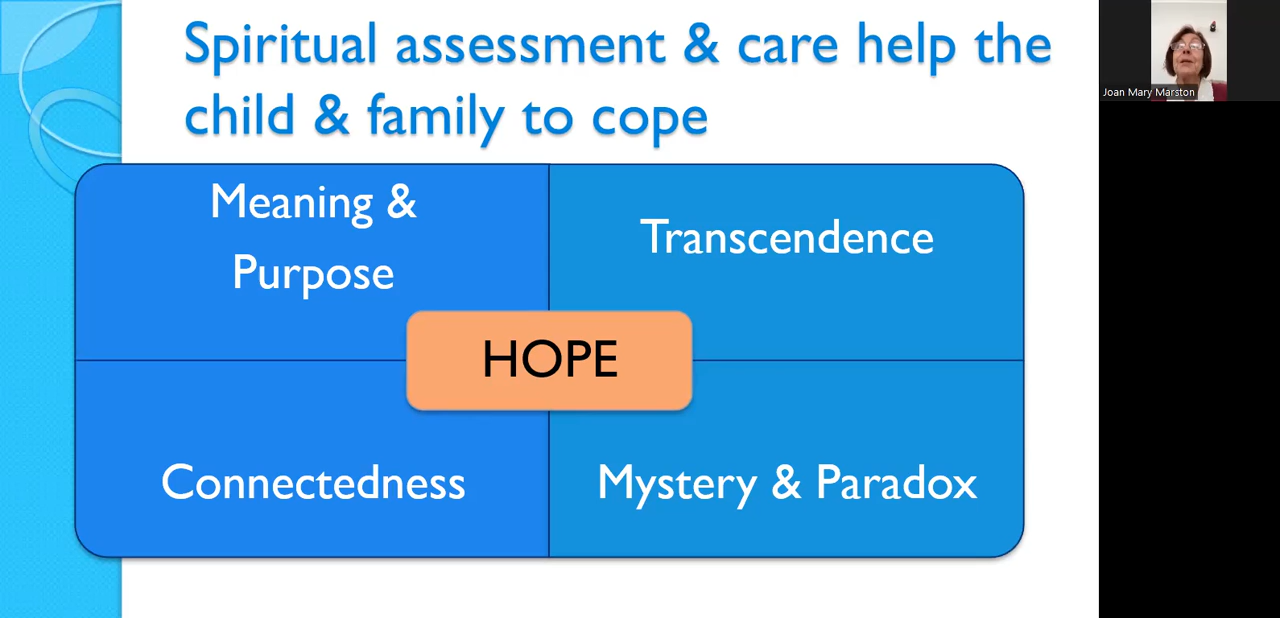 Spiritual assessment & care help the
child & family to cope
Meaning &
Purpose
Transcendence
HOPE
Connectedness
Mystery & Paradox
Joan Mary Marston